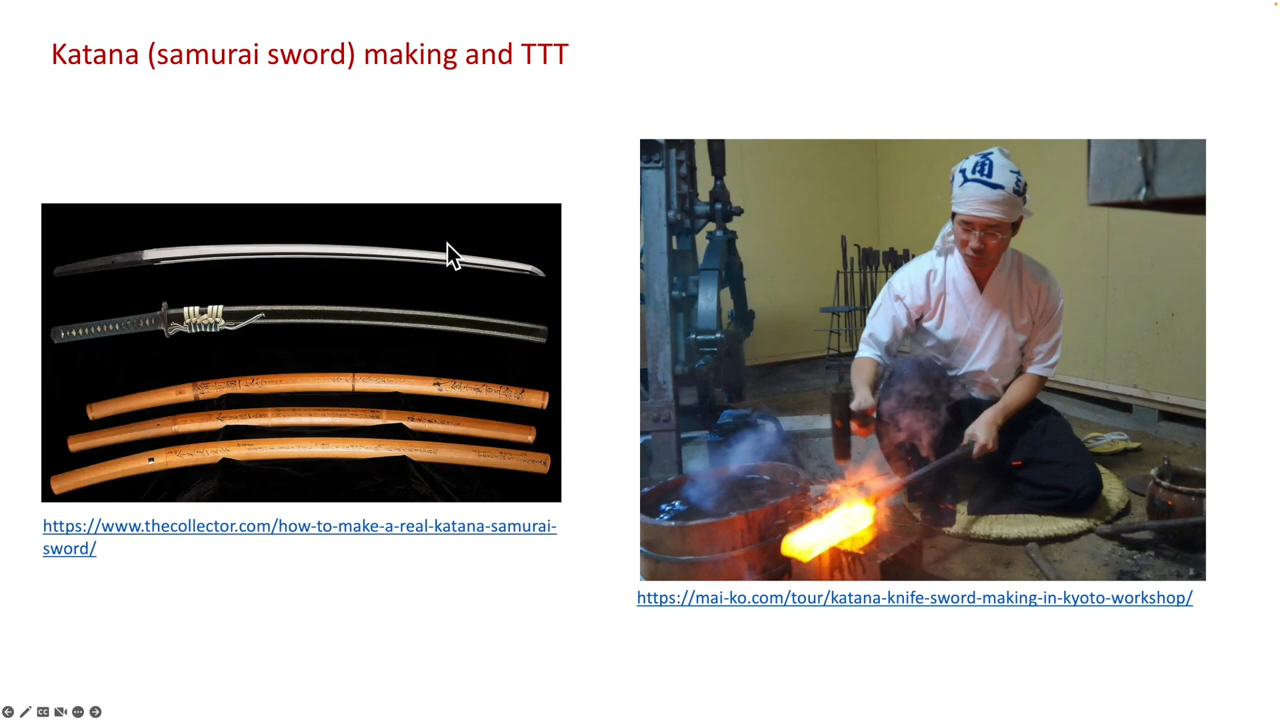 Katana (samurai sword) making and TTT
https://www.thecollector.com/how-to-make-a-real-katana-samurai-
sword/
通
https://mai-ko.com/tour/katana-knife-sword-making-in-kyoto-workshop/